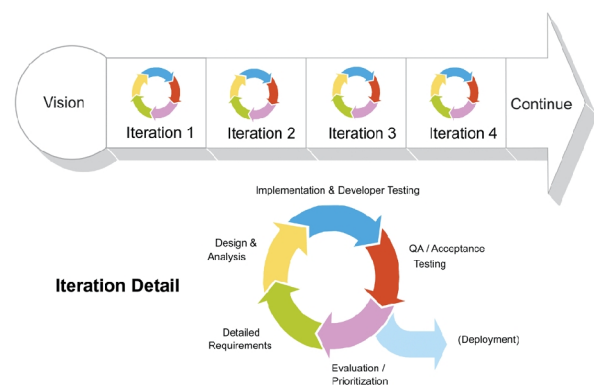 Vision
Iteration 1
Iteration 2
Iteration 3
Iteration 4
Continue
Implementation & Developer Testing
Design &
Analysis
QA / Acceptance
Testing
Iteration Detail
Detailed
Requirements
(Deployment)
Evaluation /
Prioritization